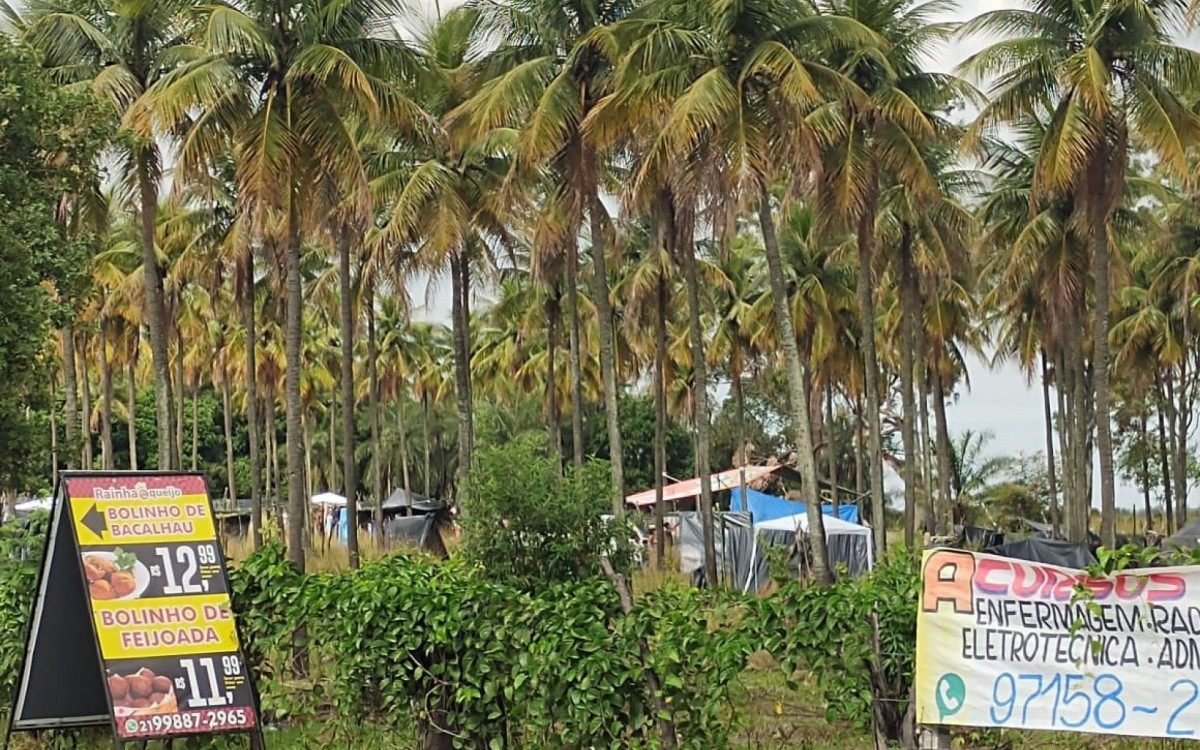 Rainha queijo
BOLINHO DE
BACALHAU
R$12,99
BOLINHO DE
FEIJOADA
R$11,99
(21) 99887-2965
A CURSOS
ENFERMAGEM.RAD
ELETROTECNICA.ADM
97158-2